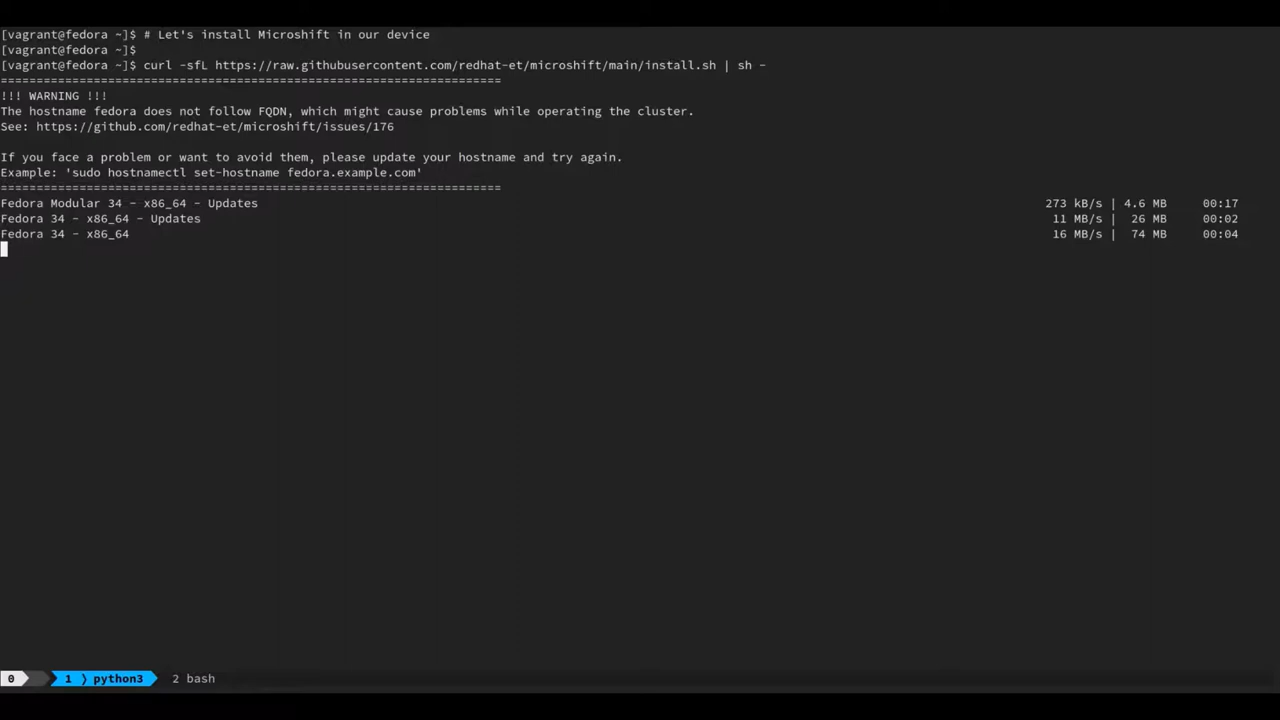 [vagrant@fedora ~]$ # Let's install Microshift in our device
[vagrant@fedora ~]$
[vagrant@fedora ~]$ curl -sfL https://raw.githubusercontent.com/redhat-et/microshift/main/install.sh | sh -
======================================================================
!!! WARNING !!!
The hostname fedora does not follow FQDN, which might cause problems while operating the cluster.
See: https://github.com/redhat-et/microshift/issues/176
If you face a problem or want to avoid them, please update your hostname and try again.
Example: 'sudo hostnamectl set-hostname fedora.example.com'
======================================================================
Fedora Modular 34 - x86_64 - Updates 273 kB/s | 4.6 MB 00:17
Fedora 34 - x86_64 - Updates 11 MB/s | 26 MB 00:02
Fedora 34 - x86_64 16 MB/s | 74 MB 00:04
0 1 python3 2 bash